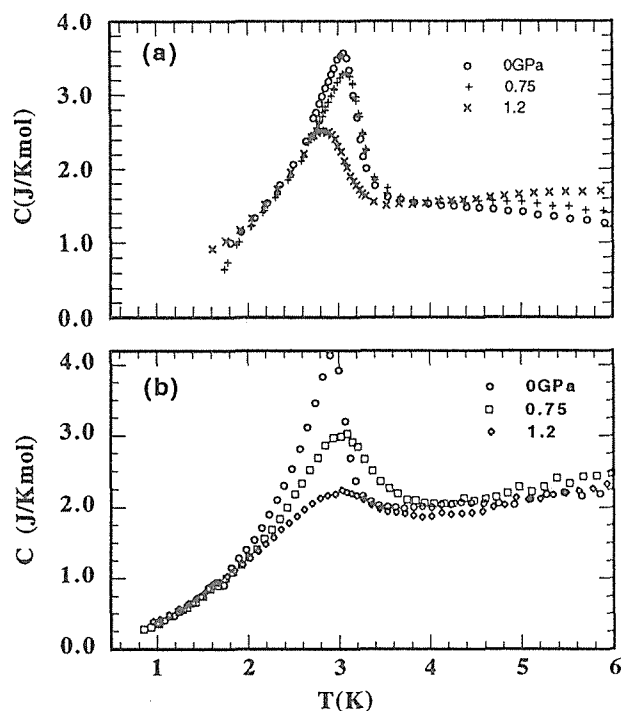 4.0
(a)
o 0GPa
+ 0.75
× 1.2
3.0
2.0
1.0
0.0
C(J/Kmol)
4.0
(b)
o 0GPa
□ 0.75
◇ 1.2
3.0
2.0
1.0
0.0
C (J/Kmol)
1 2 3 4 5 6
T(K)